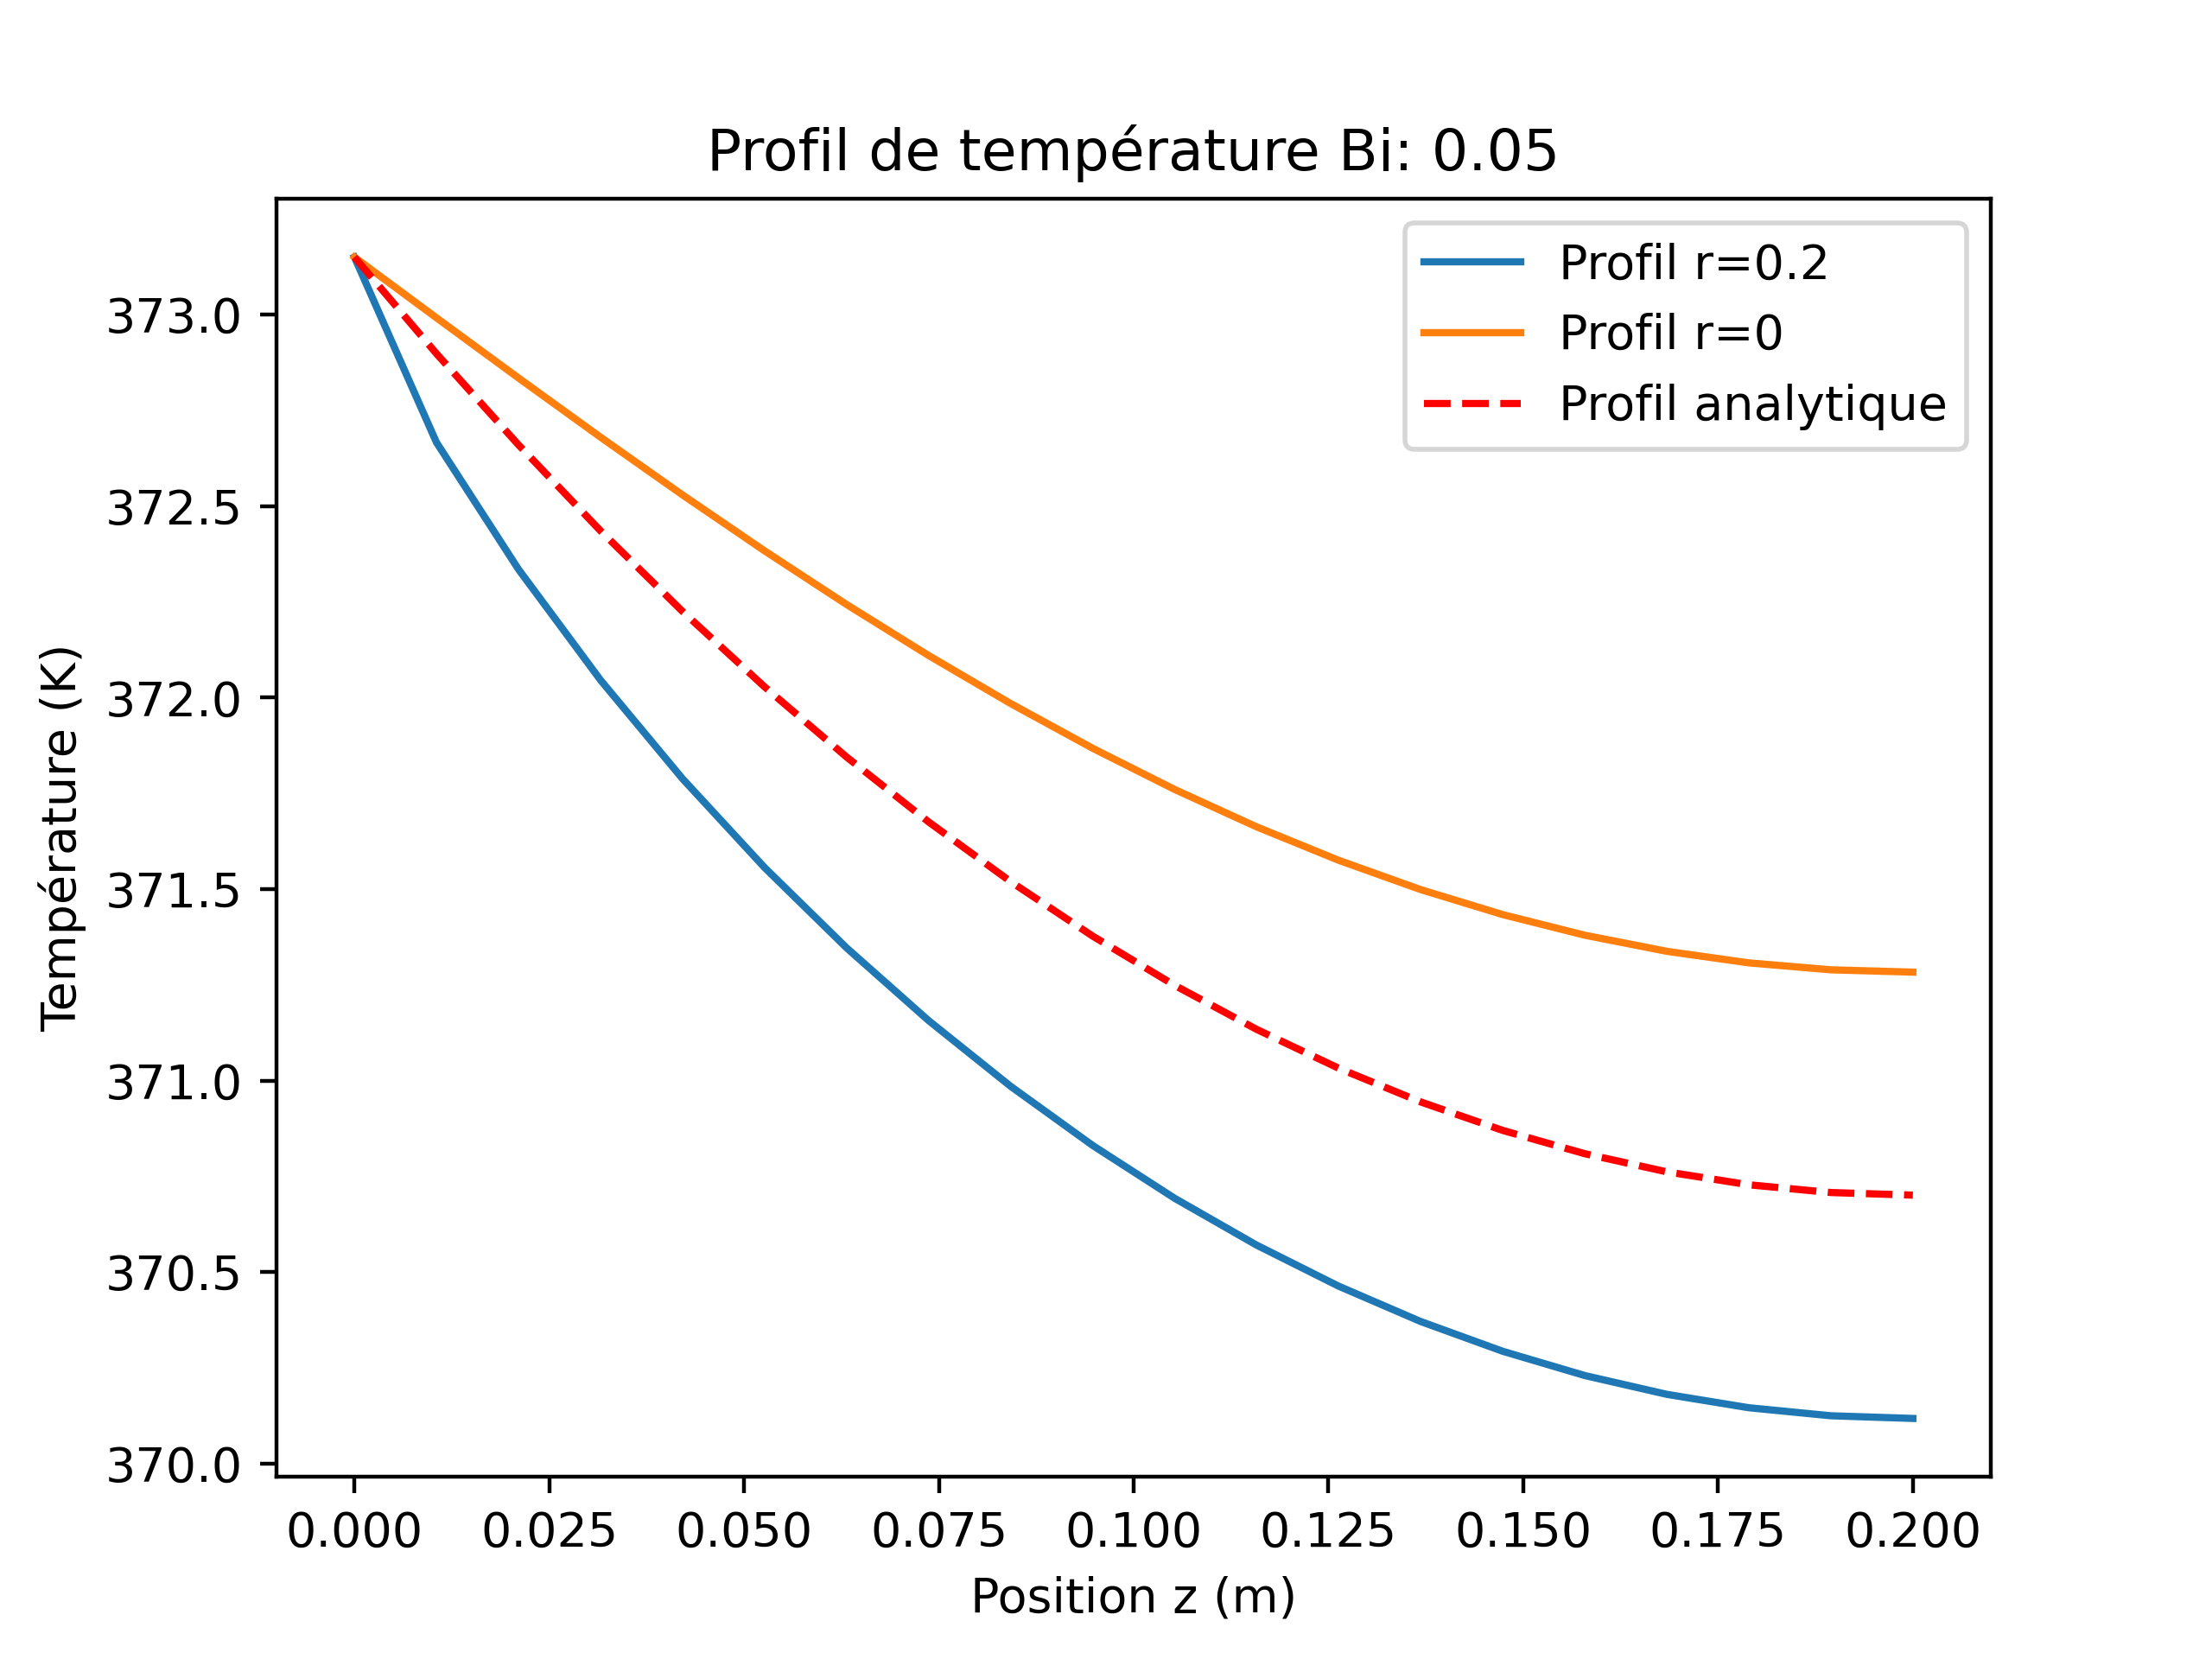 Profil de température Bi: 0.05
Profil r=0.2
Profil r=0
Profil analytique
Température (K)
373.0
372.5
372.0
371.5
371.0
370.5
370.0
0.000 0.025 0.050 0.075 0.100 0.125 0.150 0.175 0.200
Position z (m)